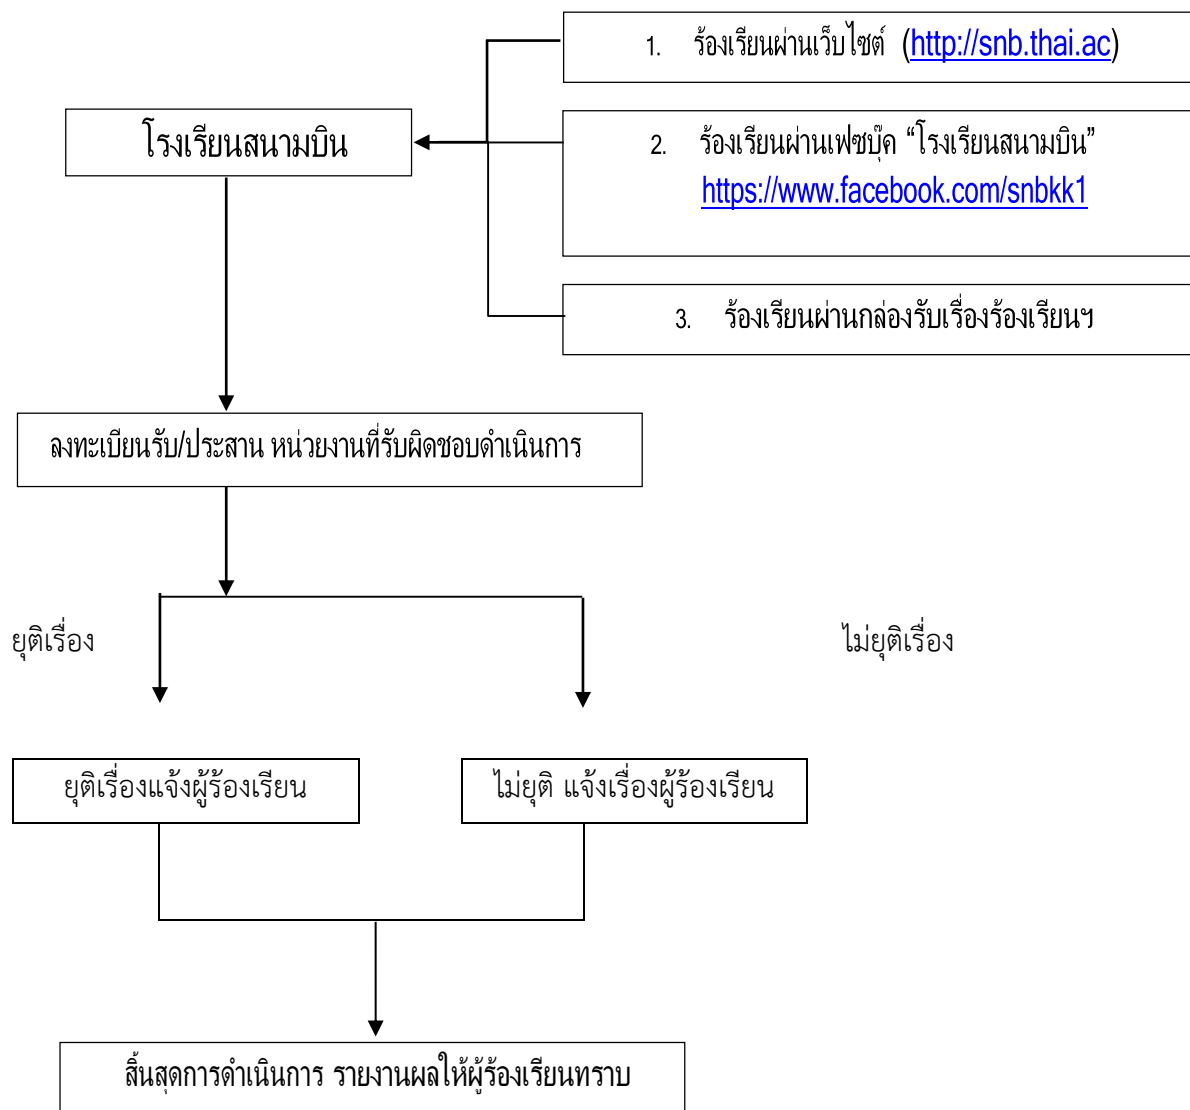 1. ร้องเรียนผ่านเว็บไซต์ (http://snb.thai.ac)
โรงเรียนสนามบิน
2. ร้องเรียนผ่านเฟซบุ๊ค “โรงเรียนสนามบิน”
https://www.facebook.com/snbkk1
3. ร้องเรียนผ่านกล่องรับเรื่องร้องเรียนฯ
ลงทะเบียนรับ/ประสาน หน่วยงานที่รับผิดชอบดำเนินการ
ยุติเรื่อง
ไม่ยุติเรื่อง
ยุติเรื่องแจ้งผู้ร้องเรียน
ไม่ยุติ แจ้งเรื่องผู้ร้องเรียน
สิ้นสุดการดำเนินการ รายงานผลให้ผู้ร้องเรียนทราบ